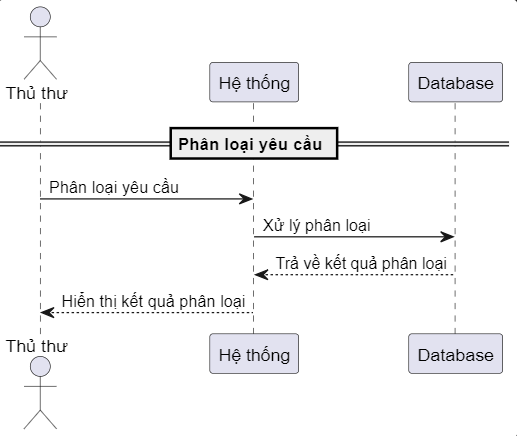 Thủ thư
Hệ thống
Database
Phân loại yêu cầu
Phân loại yêu cầu
Xử lý phân loại
Trả về kết quả phân loại
Hiển thị kết quả phân loại
Thủ thư
Hệ thống
Database